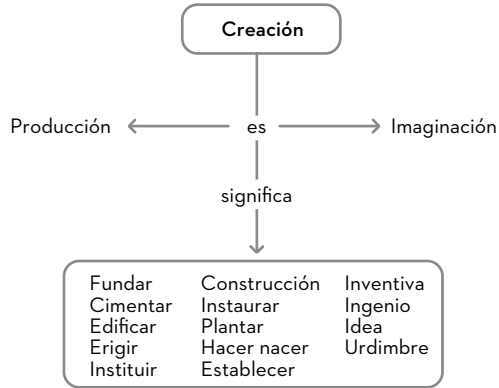 Creación
Producción es Imaginación
significa
Fundar Construcción Inventiva
Cimentar Instaurar Ingenio
Edificar Plantar Idea
Erigir Hacer nacer Urdimbre
Instituir Establecer